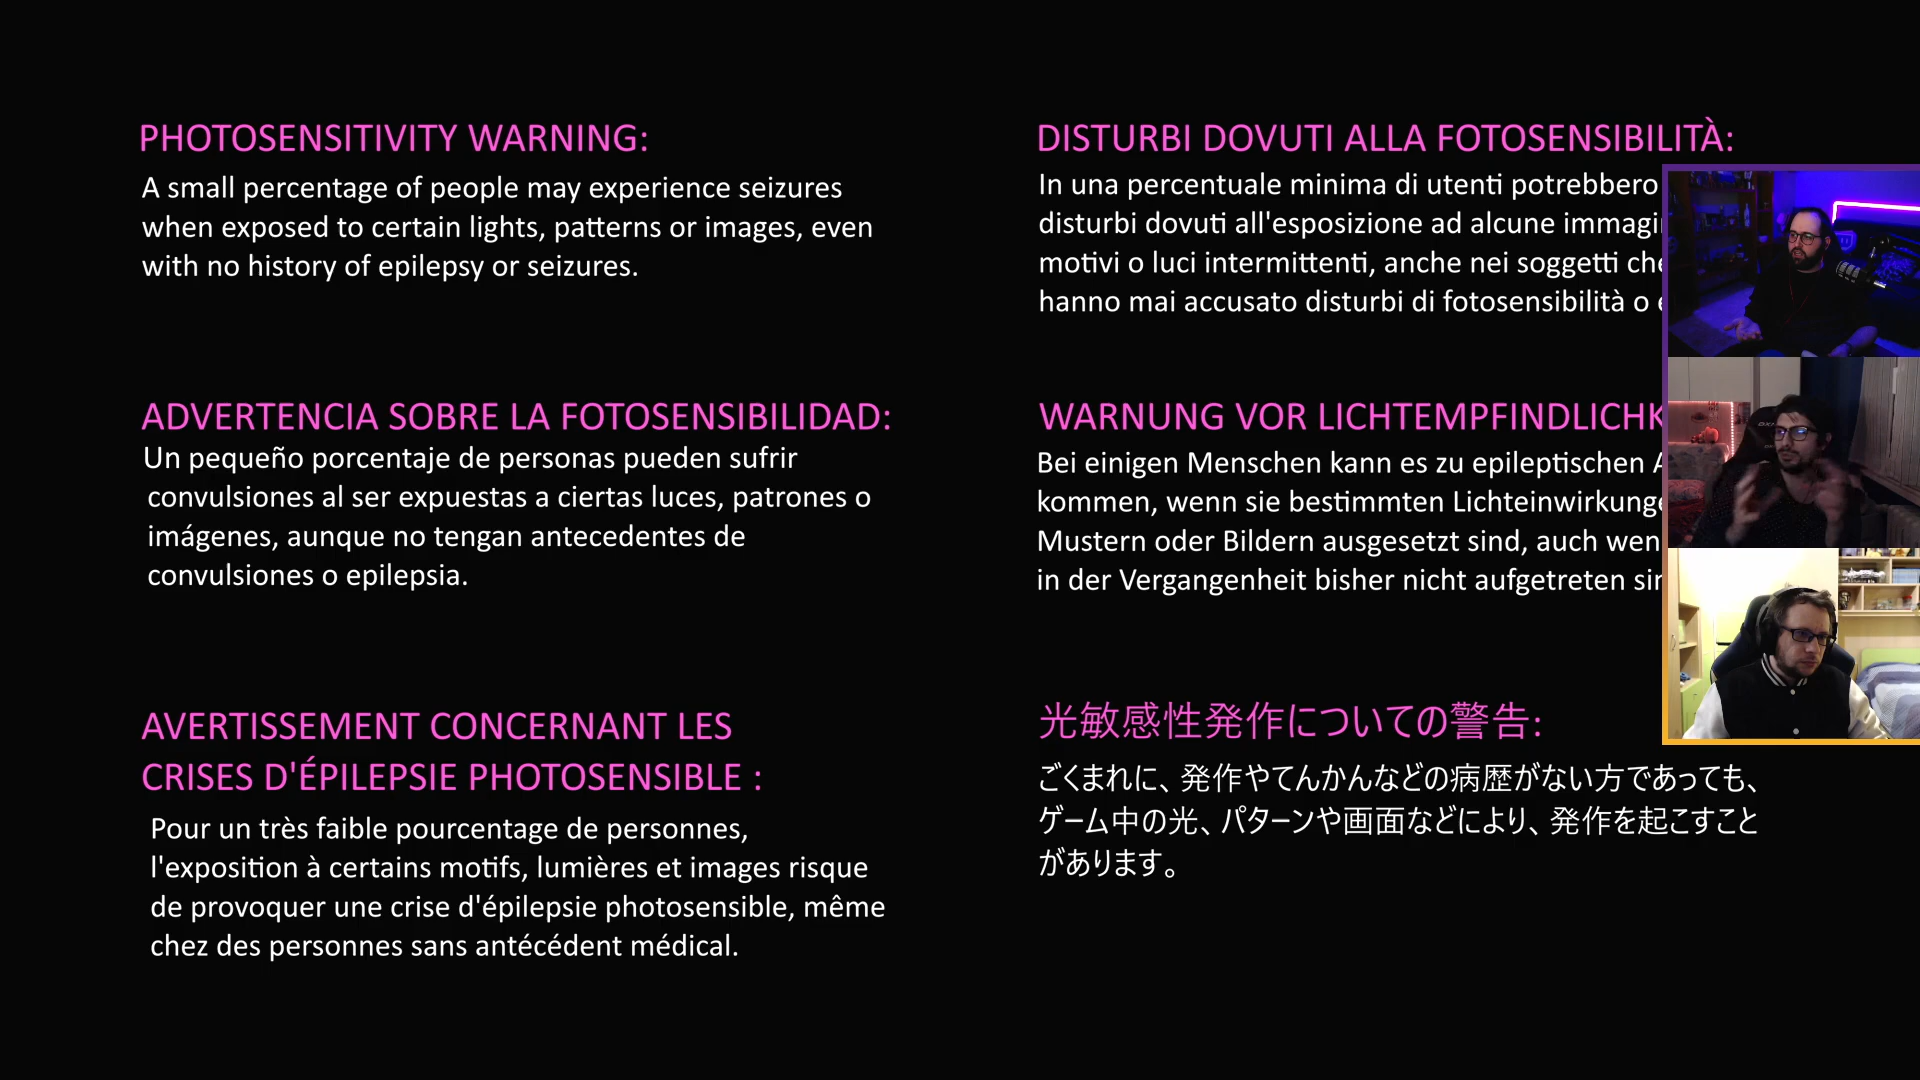 PHOTOSENSITIVITY WARNING:
A small percentage of people may experience seizures
when exposed to certain lights, patterns or images, even
with no history of epilepsy or seizures.
ADVERTENCIA SOBRE LA FOTOSENSIBILIDAD:
Un pequeño porcentaje de personas pueden sufrir
convulsiones al ser expuestas a ciertas luces, patrones o
imágenes, aunque no tengan antecedentes de
convulsiones o epilepsia.
AVERTISSEMENT CONCERNANT LES
CRISES D'ÉPILEPSIE PHOTOSENSIBLE :
Pour un très faible pourcentage de personnes,
l'exposition à certains motifs, lumières et images risque
de provoquer une crise d'épilepsie photosensible, même
chez des personnes sans antécédent médical.
DISTURBI DOVUTI ALLA FOTOSENSIBILITÀ:
In una percentuale minima di utenti potrebbero
disturbi dovuti all'esposizione ad alcune immagi
motivi o luci intermittenti, anche nei soggetti che
hanno mai accusato disturbi di fotosensibilità o
WARNUNG VOR LICHTEMPFINDLICHK
Bei einigen Menschen kann es zu epileptischen
kommen, wenn sie bestimmten Lichteinwirkunge
Mustern oder Bildern ausgesetzt sind, auch wen
in der Vergangenheit bisher nicht aufgetreten sin
光敏感性発作についての警告:
ごくまれに、発作やてんかんなどの病歴がない方であっても、
ゲーム中の光、パターンや画面などにより、発作を起こすこと
があります。